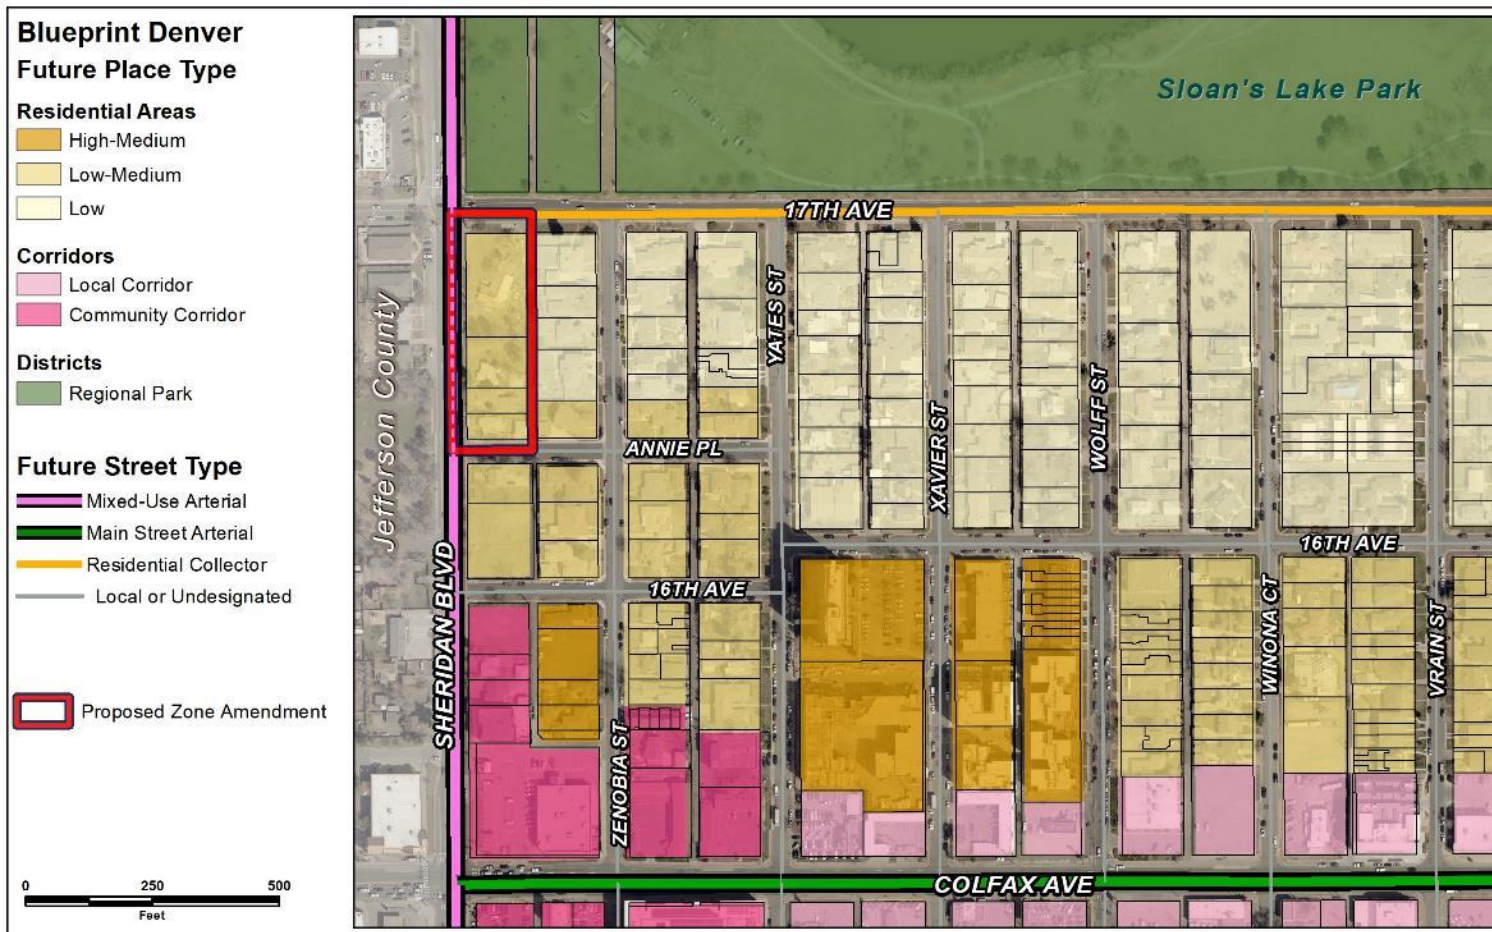 Blueprint Denver
Future Place Type
Residential Areas
High-Medium
Low-Medium
Low
Corridors
Local Corridor
Community Corridor
Districts
Regional Park
Future Street Type
Mixed-Use Arterial
Main Street Arterial
Residential Collector
Local or Undesignated
Proposed Zone Amendment
0 250 500
Feet
Sloan's Lake Park
17TH AVE
Jefferson County
YATES ST
ANNIE PL
XAVIER ST
WOLFF ST
16TH AVE
16TH AVE
SHERIDAN BLVD
ZENOBIA ST
WINONA CT
VRAIN ST
COLFAX AVE